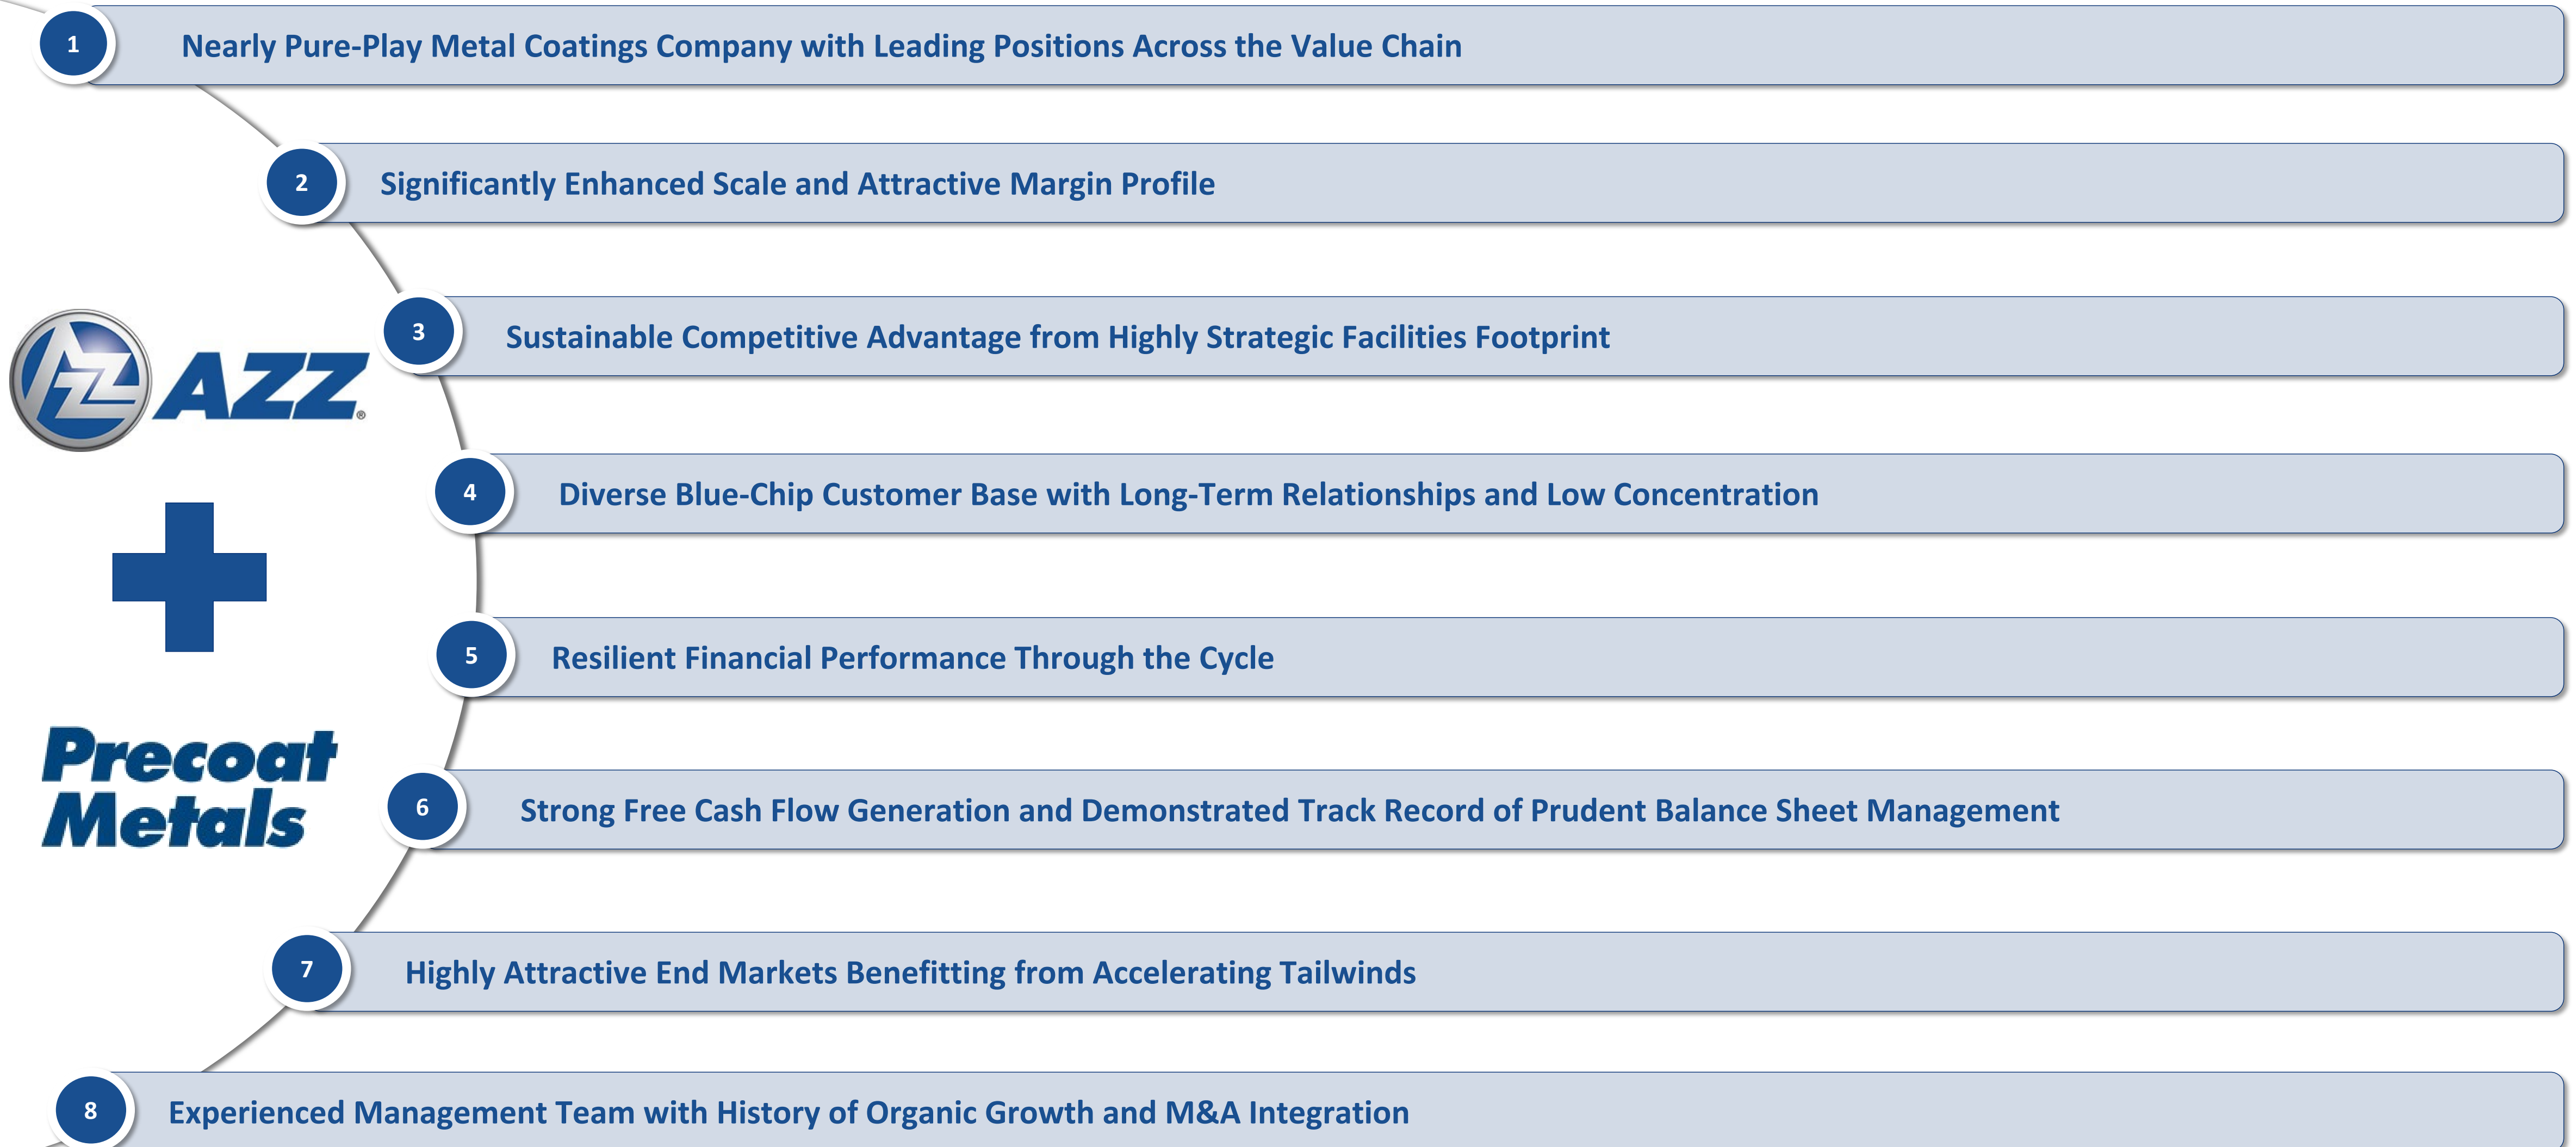 1
Nearly Pure-Play Metal Coatings Company with Leading Positions Across the Value Chain
2
Significantly Enhanced Scale and Attractive Margin Profile
3
Sustainable Competitive Advantage from Highly Strategic Facilities Footprint
AZZ AZZ®
4
Diverse Blue-Chip Customer Base with Long-Term Relationships and Low Concentration
5
Resilient Financial Performance Through the Cycle
Precoat
Metals
6
Strong Free Cash Flow Generation and Demonstrated Track Record of Prudent Balance Sheet Management
7
Highly Attractive End Markets Benefitting from Accelerating Tailwinds
8
Experienced Management Team with History of Organic Growth and M&A Integration